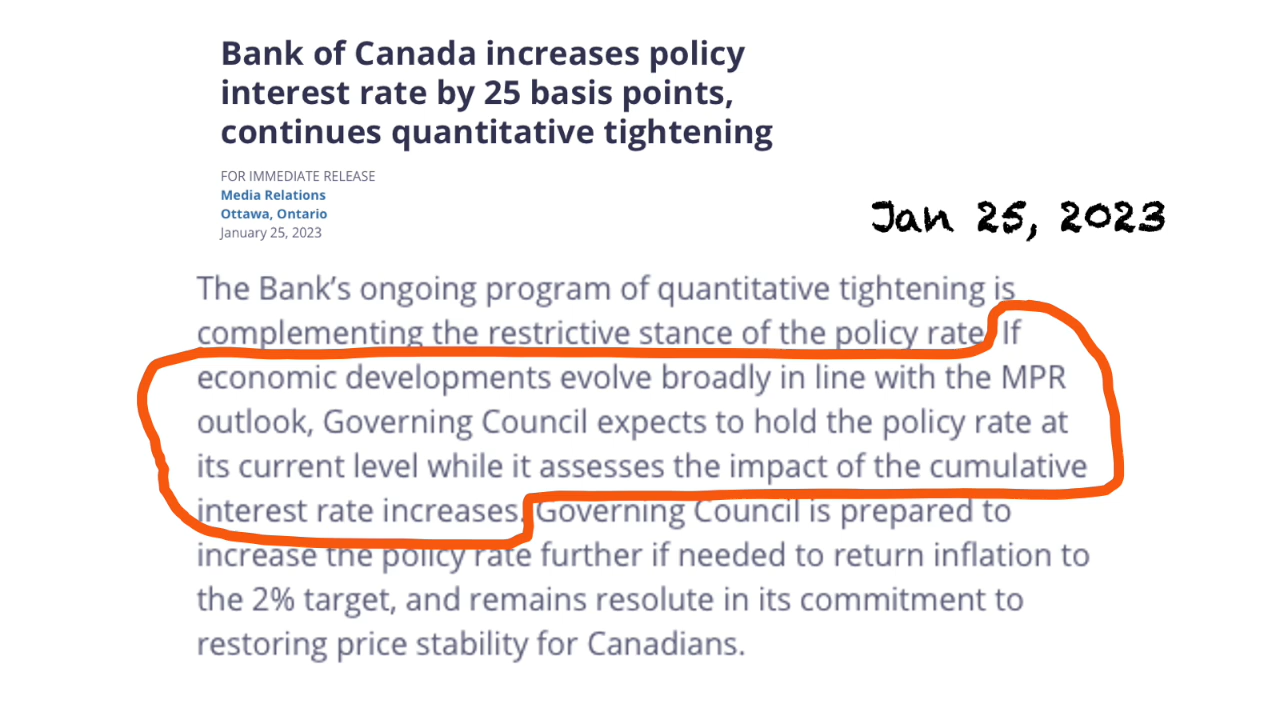 Bank of Canada increases policy
interest rate by 25 basis points,
continues quantitative tightening
FOR IMMEDIATE RELEASE
Media Relations
Ottawa, Ontario
January 25, 2023
Jan 25, 2023
The Bank's ongoing program of quantitative tightening is
complementing the restrictive stance of the policy rate. If
economic developments evolve broadly in line with the MPR
outlook, Governing Council expects to hold the policy rate at
its current level while it assesses the impact of the cumulative
interest rate increases. Governing Council is prepared to
increase the policy rate further if needed to return inflation to
the 2% target, and remains resolute in its commitment to
restoring price stability for Canadians.